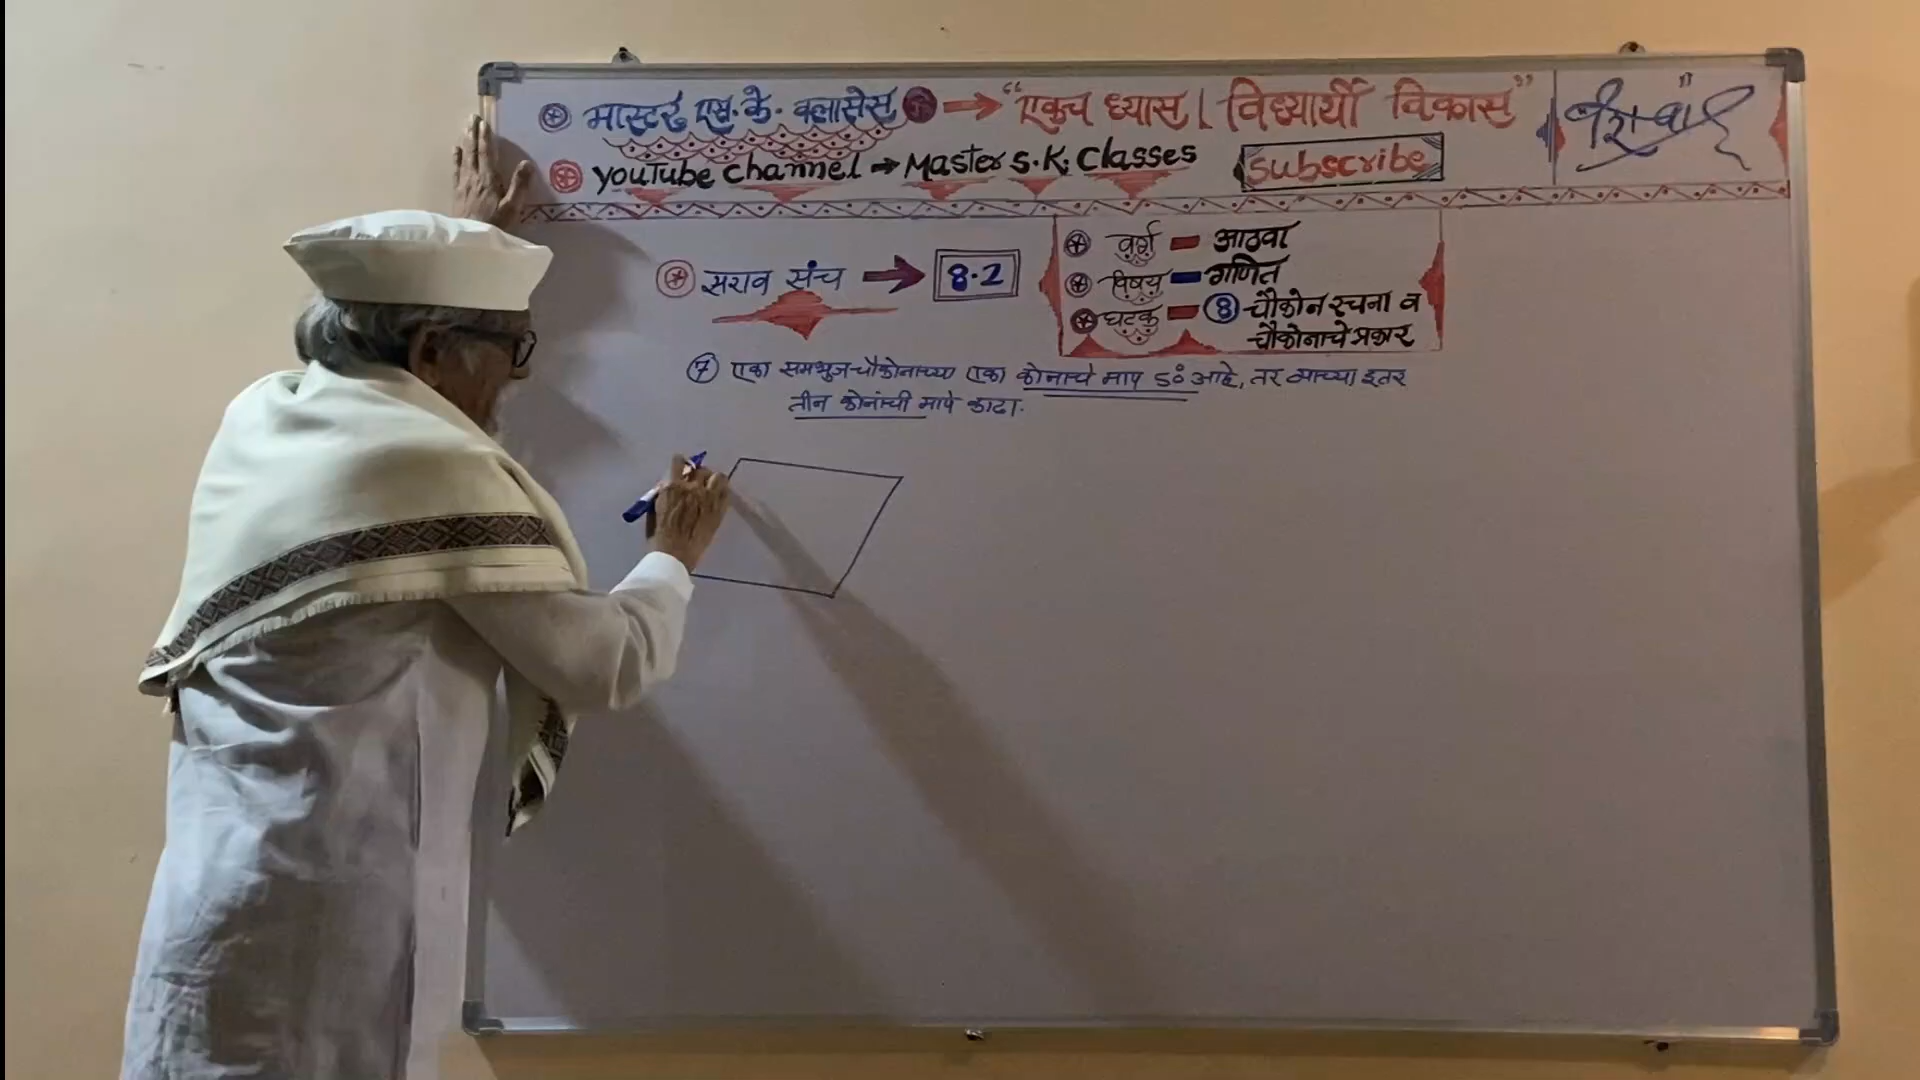 मास्टर एस. के. क्लासेस → "एकच ध्यास। विध्यार्थी विकास"
YouTube channel → Master S. K. Classes Subscribe
सराव संच → 8.2
वर्ग - आठवा
विषय - गणित
घटक - 8 चौकोन रचना व
चौकोनाचे प्रकार
7 एका समभुज चौकोनाच्या एका कोनाचे माप 50° आहे, तर त्याच्या इतर
तीन कोनांची मापे काढा.